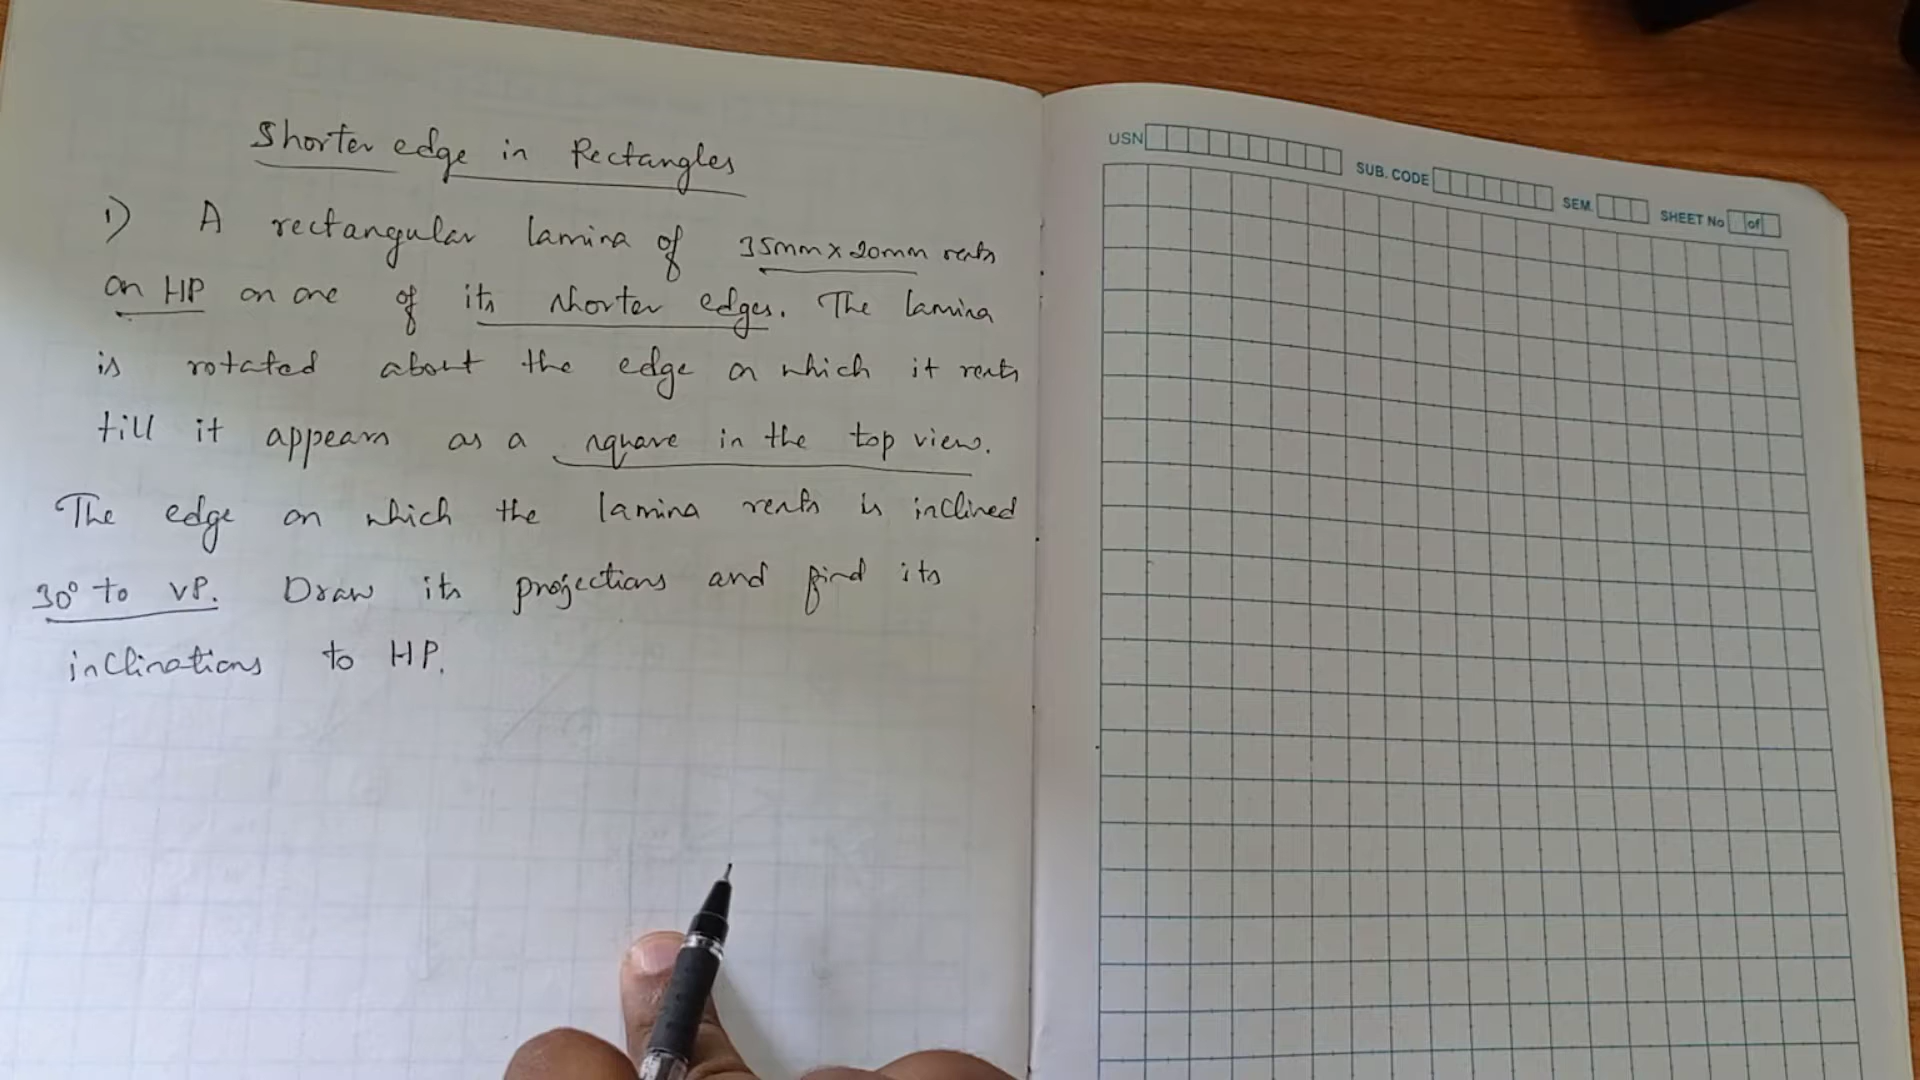 Shorter edge in Rectangles
1) A rectangular lamina of 35mm x 20mm rests
on HP on one of its shorter edges. The lamina
is rotated about the edge on which it rests
till it appears as a square in the top view.
The edge on which the lamina rests is inclined
30° to VP. Draw its projections and find its
inclinations to HP.
USN
SUB. CODE
SEM.
SHEET No of